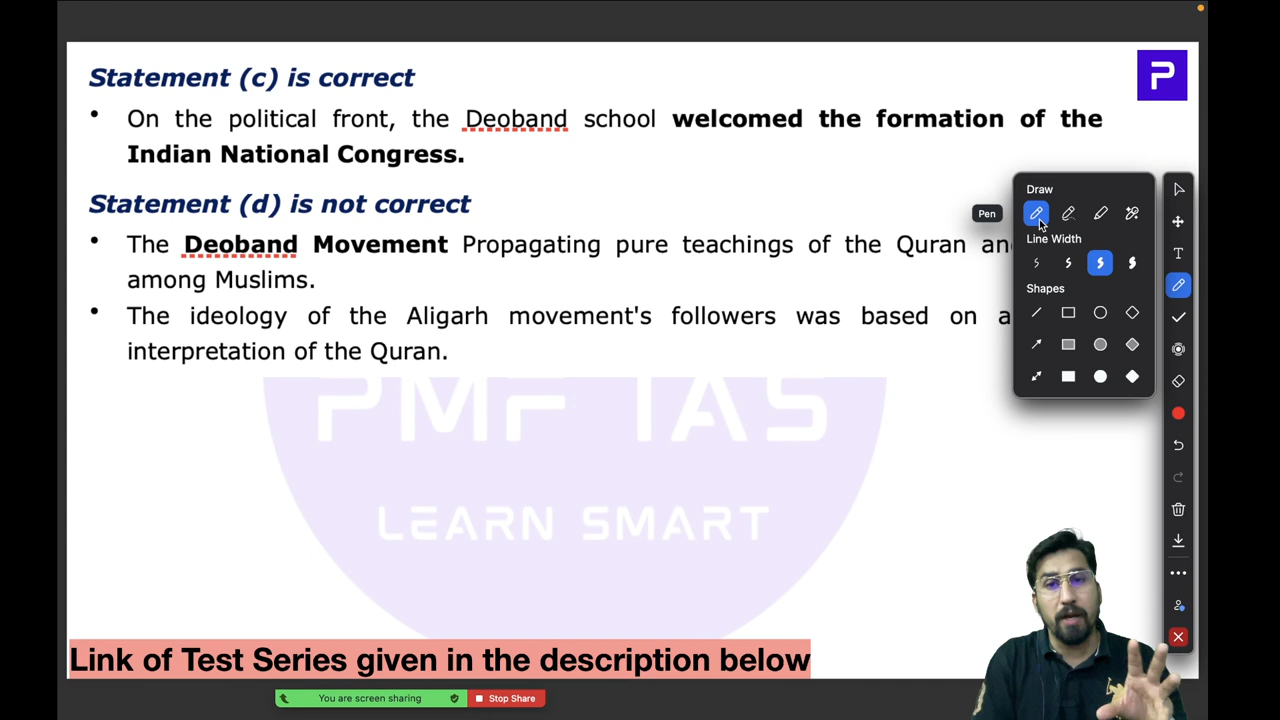 Statement (c) is correct
• On the political front, the Deoband school welcomed the formation of the
Indian National Congress.
Statement (d) is not correct
• The Deoband Movement Propagating pure teachings of the Quran
among Muslims.
• The ideology of the Aligarh movement's followers was based on
interpretation of the Quran.
Draw
Pen
Line Width
Shapes
PMF IAS
LEARN SMART
Link of Test Series given in the description below
You are screen sharing
Stop Share